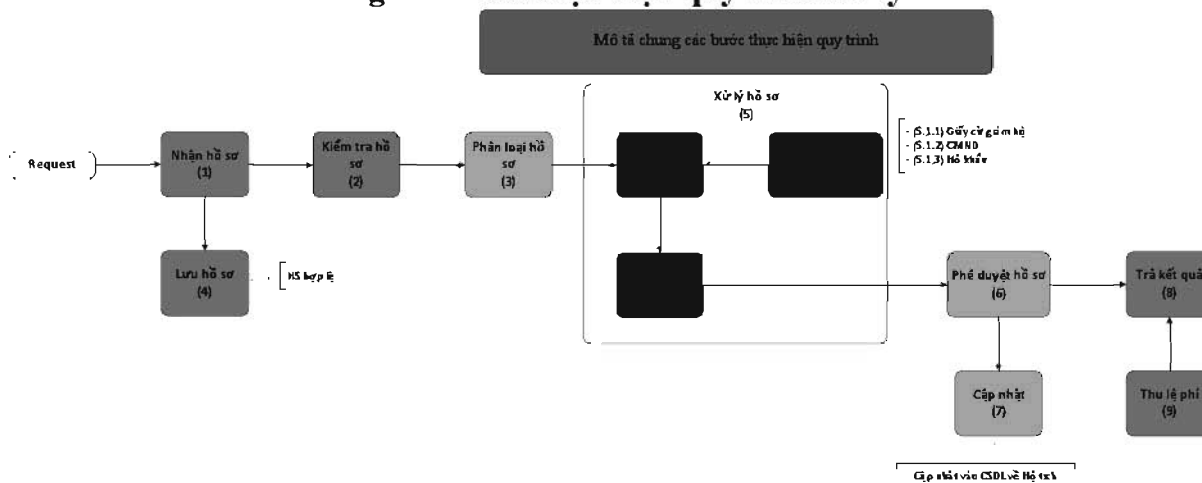 Mô tả chung các bước thực hiện quy trình
Xử lý hồ sơ
(5)
- (5.1.1) Giấy cử giám hộ
- (5.1.2) CMND
- (5.1.3) Hộ khẩu
Request
Nhận hồ sơ
(1)
Kiểm tra hồ
sơ
(2)
Phân loại hồ
sơ
(3)
Lưu hồ sơ
(4)
HS hợp lệ
Phê duyệt hồ sơ
(6)
Trả kết quả
(8)
Cập nhật
(7)
Thu lệ phí
(9)
Cập nhật vào CSDL về Hộ tịch